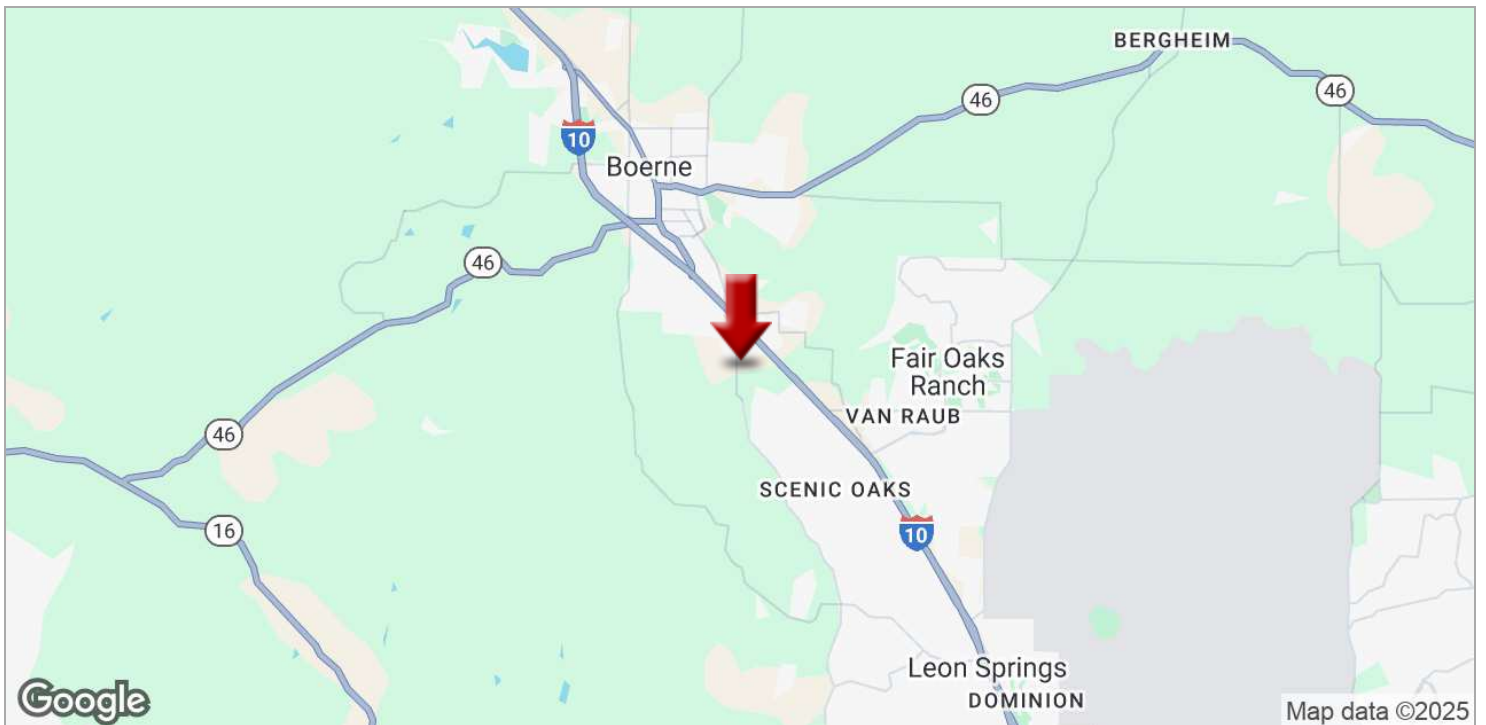 BERGHEIM
46
46
10
Boerne
46
Fair Oaks
Ranch
VAN RAUB
46
SCENIC OAKS
16
10
Leon Springs
DOMINION
Google
Map data ©2025